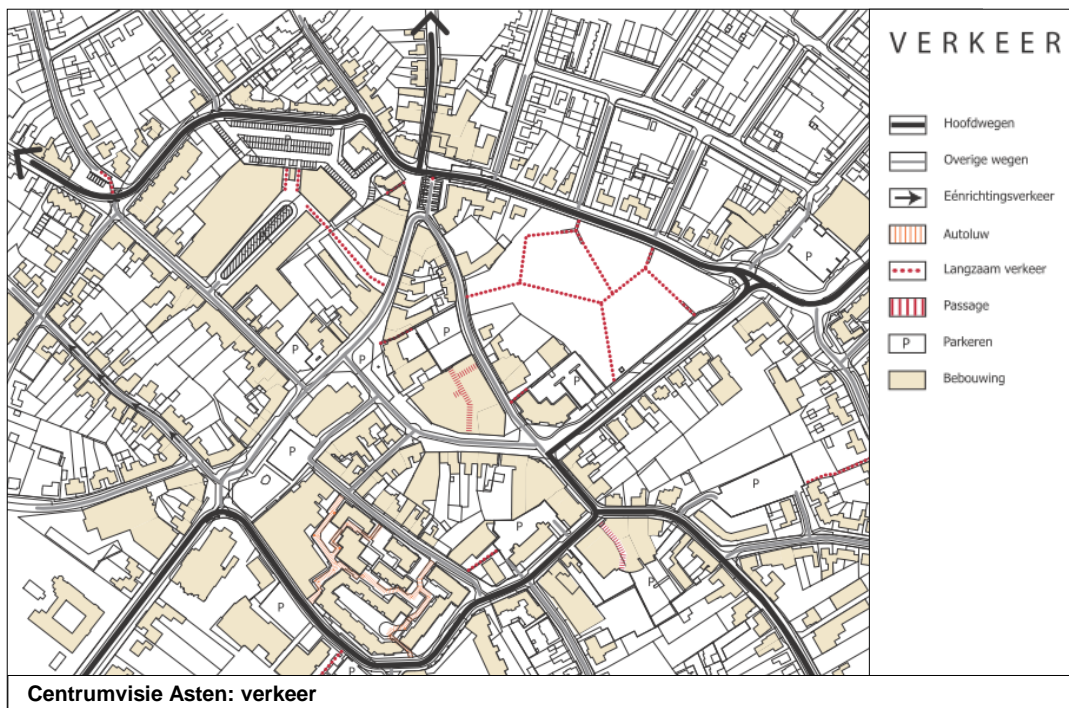 VERKEER
Hoofdwegen
Overige wegen
Eénrichtingsverkeer
Autoluw
Langzaam verkeer
Passage
P Parkeren
Bebouwing
P
P
P
P
P
P
P
P
P
P
P
Centrumvisie Asten: verkeer